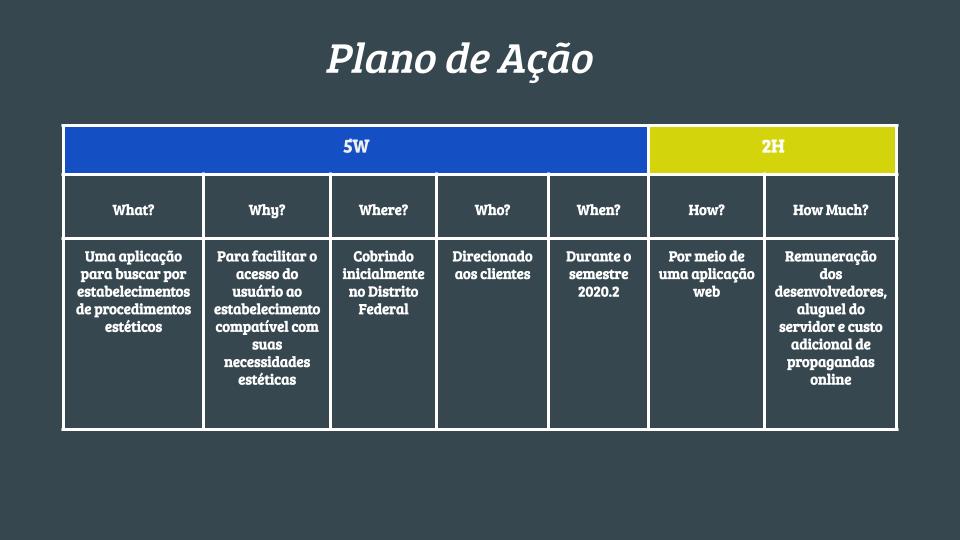 Plano de Ação
5W
2H
What?
Why?
Where?
Who?
When?
How?
How Much?
Uma aplicação
para buscar por
estabelecimentos
de procedimentos
estéticos
Para facilitar o
acesso do
usuário ao
estabelecimento
compatível com
suas
necessidades
estéticas
Cobrindo
inicialmente
no Distrito
Federal
Direcionado
aos clientes
Durante o
semestre
2020.2
Por meio de
uma aplicação
web
Remuneração
dos
desenvolvedores,
aluguel do
servidor e custo
adicional de
propagandas
online